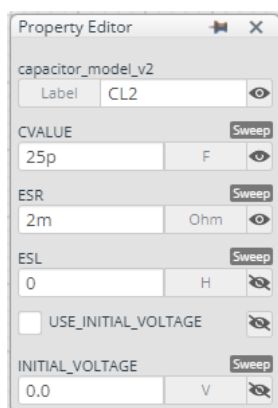 Property Editor
capacitor_model_v2
Label CL2
CVALUE Sweep
25p F
ESR Sweep
2m Ohm
ESL Sweep
0 H
USE_INITIAL_VOLTAGE
INITIAL_VOLTAGE Sweep
0.0 V